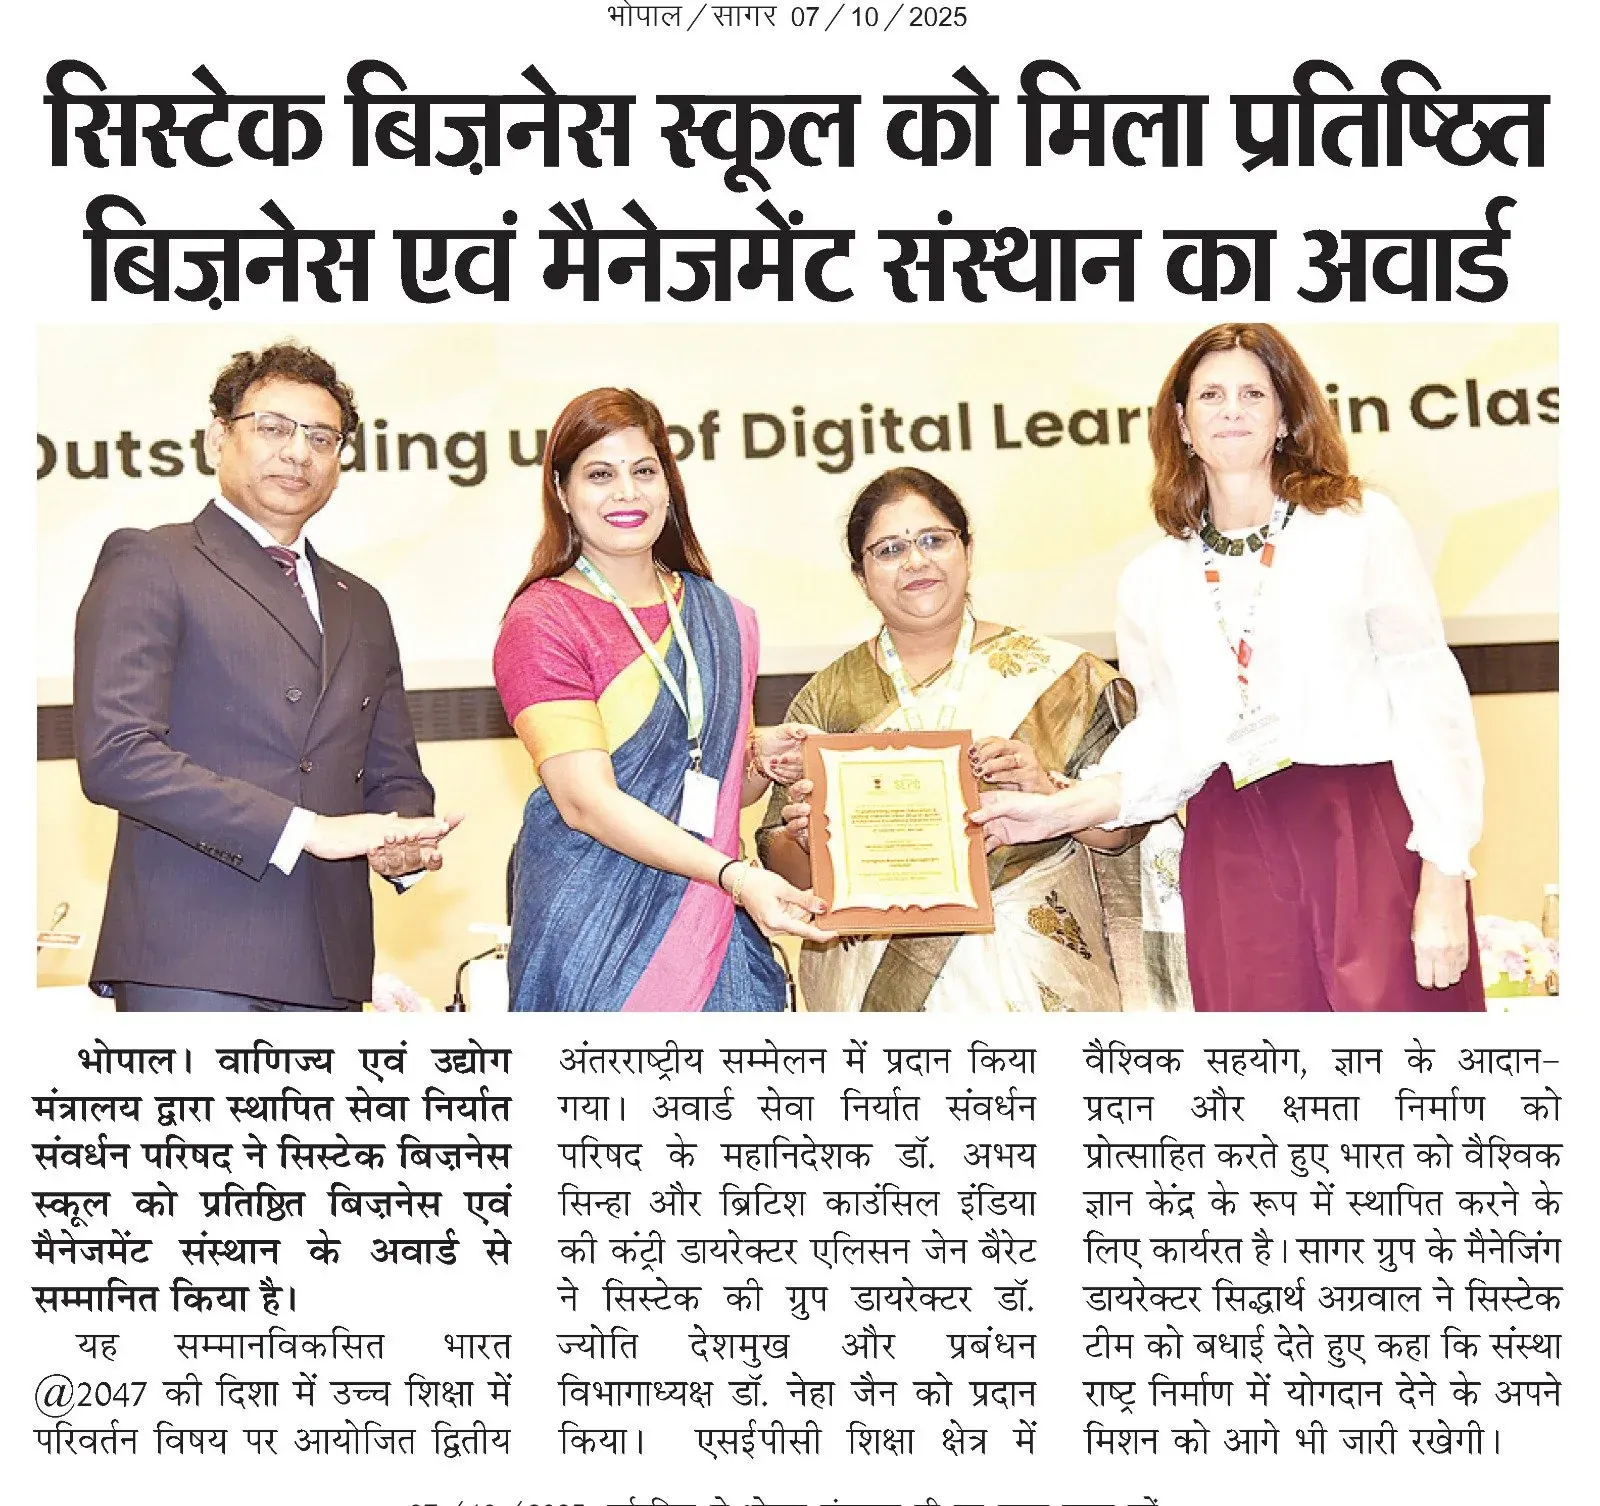 भोपाल/सागर 07/10/2025
सिस्टेक बिज़नेस स्कूल को मिला प्रतिष्ठित
बिज़नेस एवं मैनेजमेंट संस्थान का अवार्ड
Outst ding u of Digital Lear in Clas
SEPC
भोपाल। वाणिज्य एवं उद्योग
मंत्रालय द्वारा स्थापित सेवा निर्यात
संवर्धन परिषद ने सिस्टेक बिज़नेस
स्कूल को प्रतिष्ठित बिज़नेस एवं
मैनेजमेंट संस्थान के अवार्ड से
सम्मानित किया है।
यह सम्मानविकसित भारत
@2047 की दिशा में उच्च शिक्षा में
परिवर्तन विषय पर आयोजित द्वितीय
अंतरराष्ट्रीय सम्मेलन में प्रदान किया
गया। अवार्ड सेवा निर्यात संवर्धन
परिषद के महानिदेशक डॉ. अभय
सिन्हा और ब्रिटिश काउंसिल इंडिया
की कंट्री डायरेक्टर एलिसन जेन बैरेट
ने सिस्टेक की ग्रुप डायरेक्टर डॉ.
ज्योति देशमुख और प्रबंधन
विभागाध्यक्ष डॉ. नेहा जैन को प्रदान
किया। एसईपीसी शिक्षा क्षेत्र में
वैश्विक सहयोग, ज्ञान के आदान-
प्रदान और क्षमता निर्माण को
प्रोत्साहित करते हुए भारत को वैश्विक
ज्ञान केंद्र के रूप में स्थापित करने के
लिए कार्यरत है। सागर ग्रुप के मैनेजिंग
डायरेक्टर सिद्धार्थ अग्रवाल ने सिस्टेक
टीम को बधाई देते हुए कहा कि संस्था
राष्ट्र निर्माण में योगदान देने के अपने
मिशन को आगे भी जारी रखेगी।